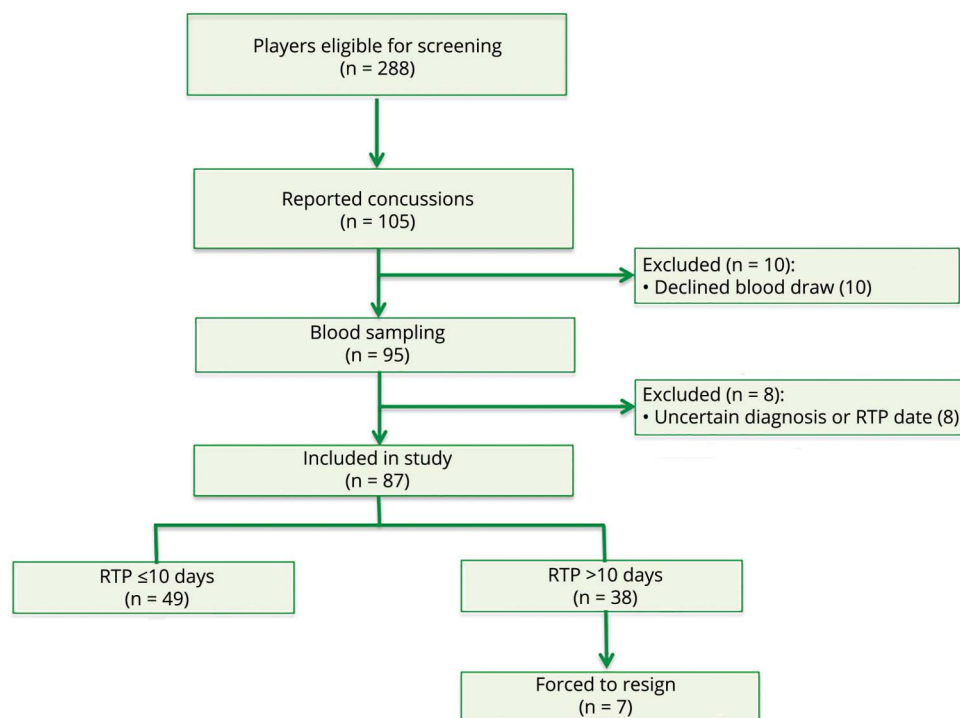 Players eligible for screening
(n = 288)
Reported concussions
(n = 105)
Excluded (n = 10):
• Declined blood draw (10)
Blood sampling
(n = 95)
Excluded (n = 8):
• Uncertain diagnosis or RTP date (8)
Included in study
(n = 87)
RTP ≤10 days
(n = 49)
RTP >10 days
(n = 38)
Forced to resign
(n = 7)